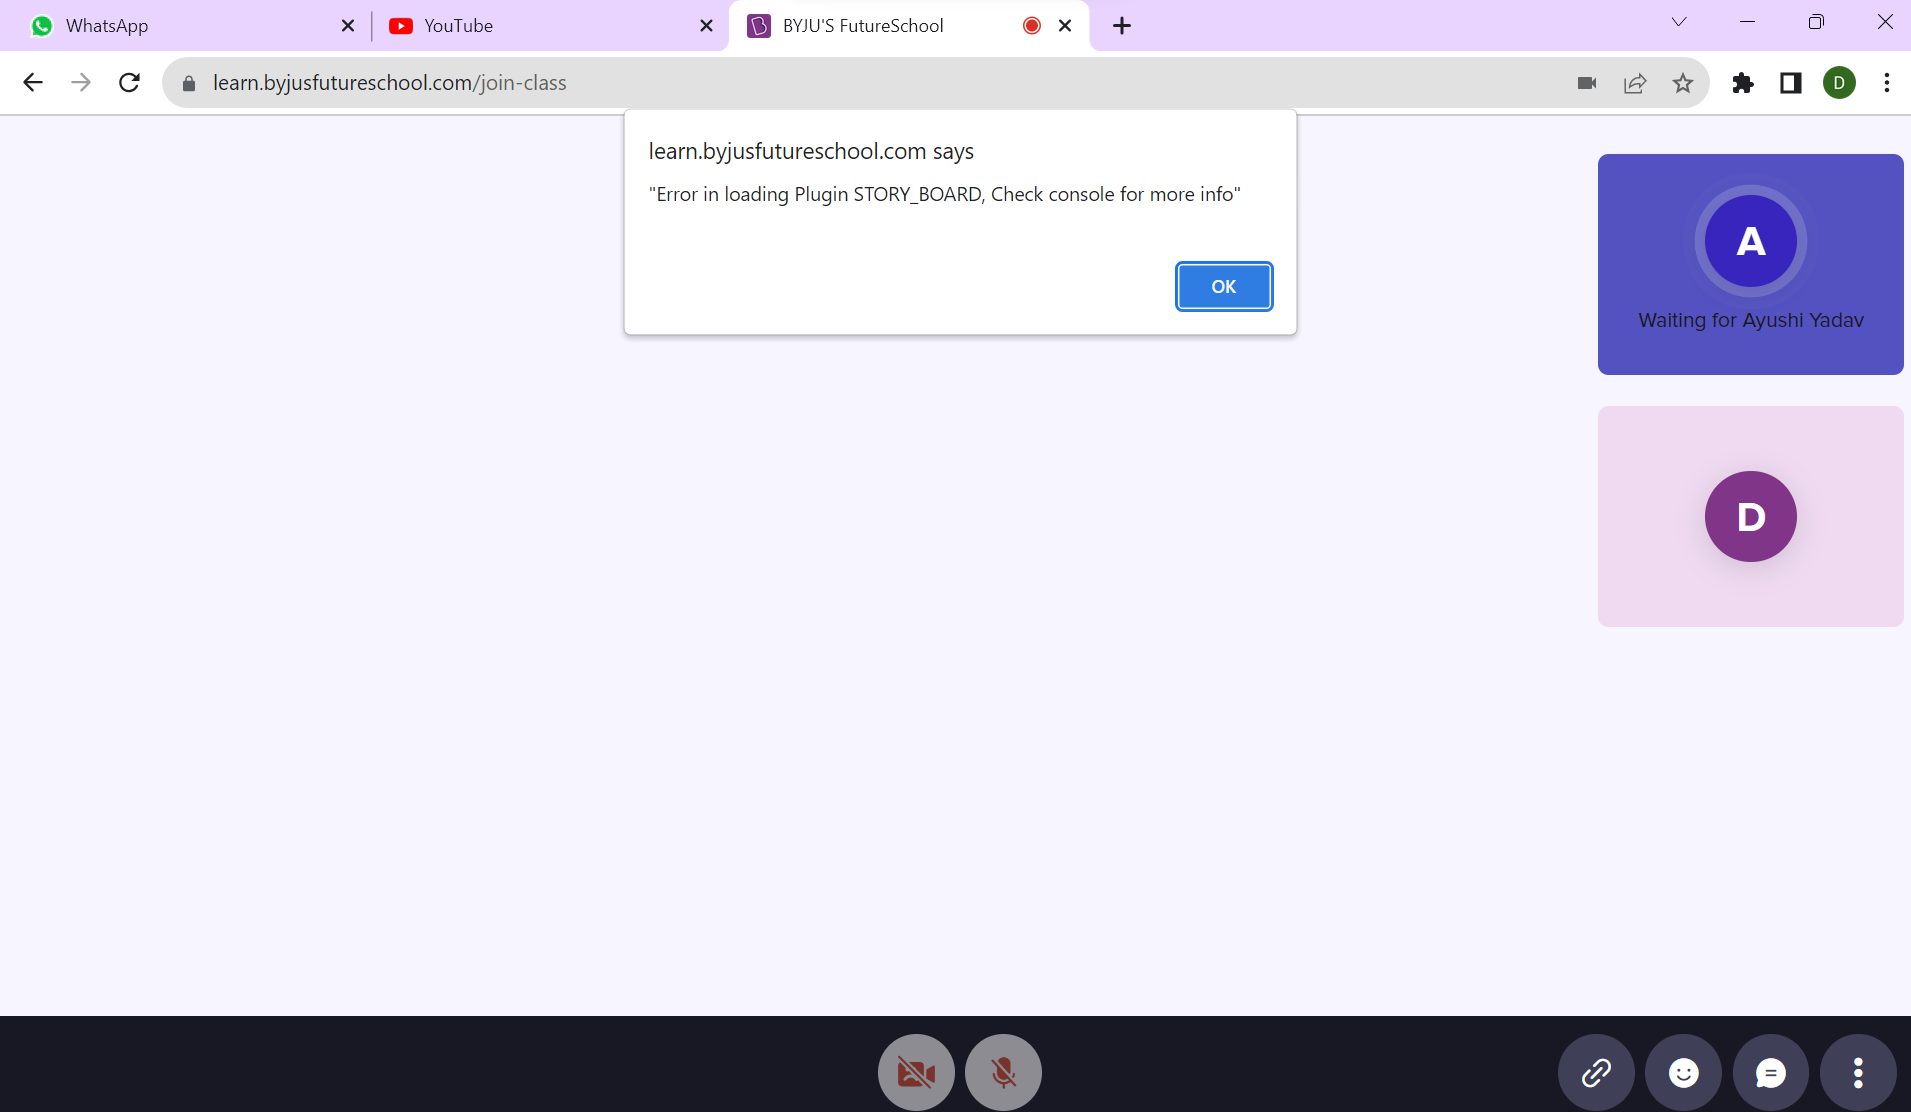 WhatsApp
YouTube
BYJU'S FutureSchool
learn.byjusfutureschool.com/join-class
D
learn.byjusfutureschool.com says
"Error in loading Plugin STORY_BOARD, Check console for more info"
OK
A
Waiting for Ayushi Yadav
D